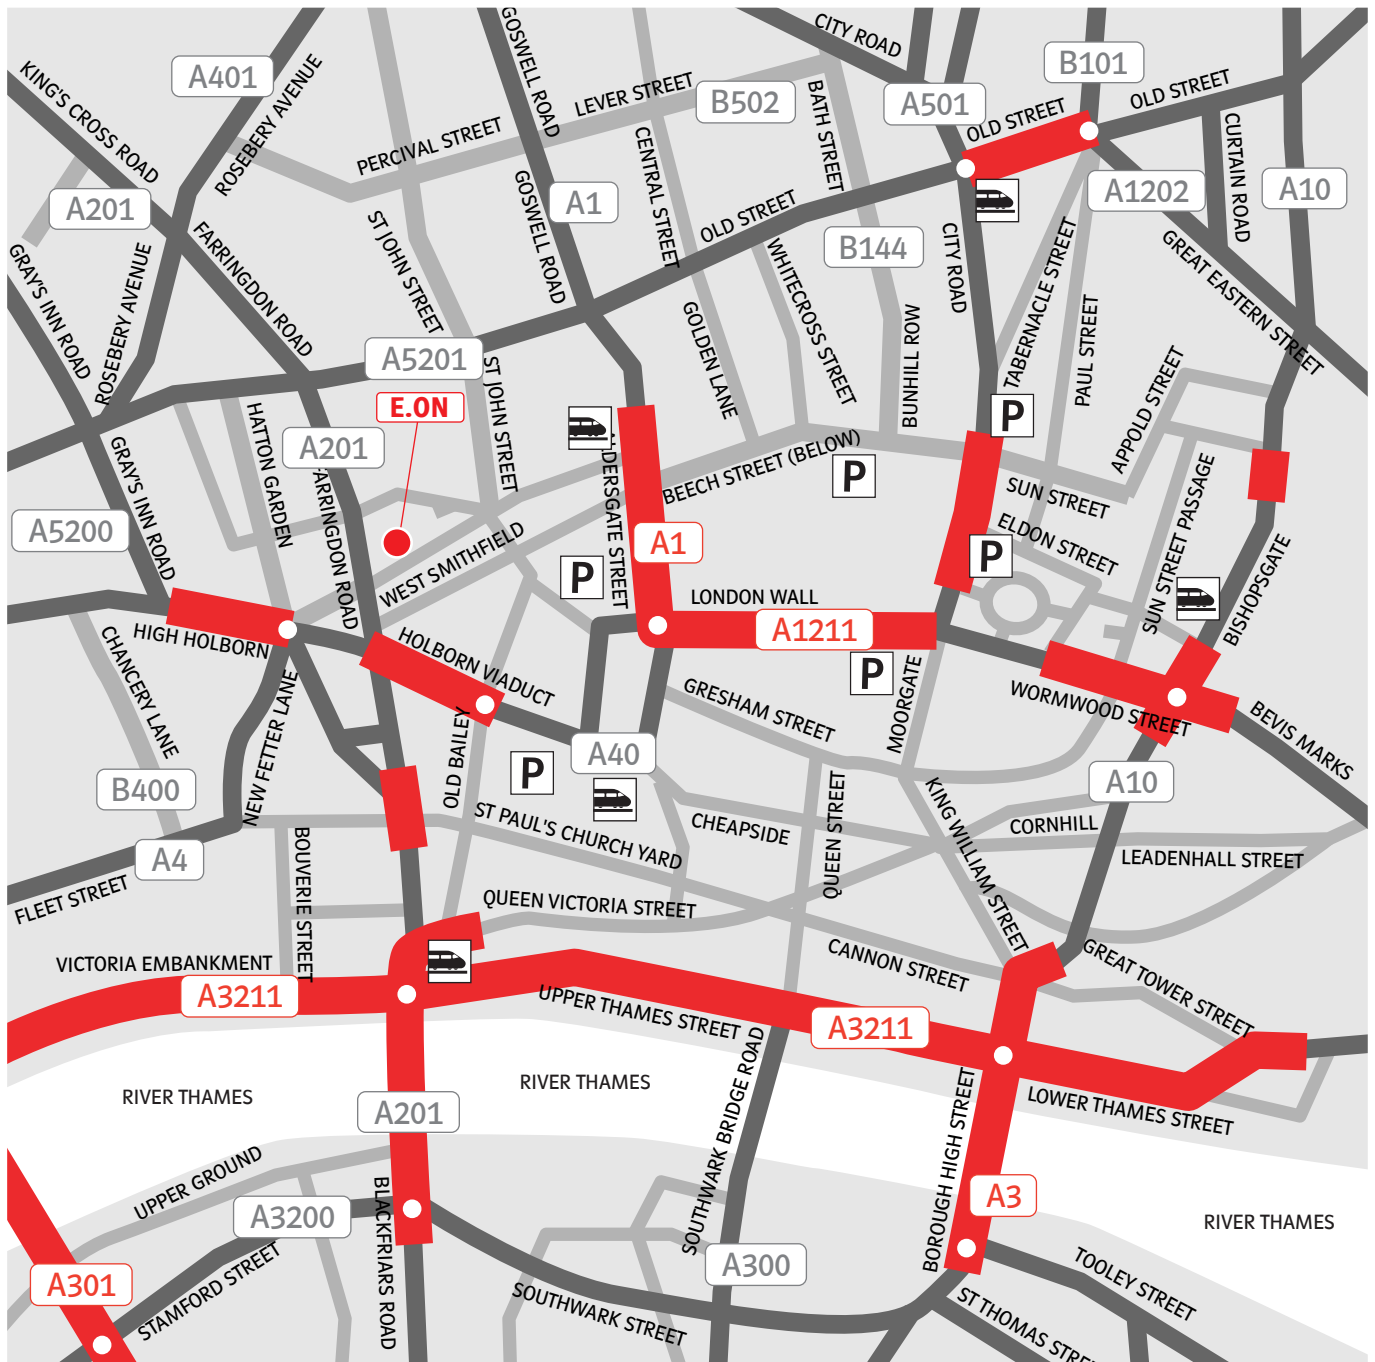 CITY ROAD
GOSWELL ROAD
B101
A401
KING'S CROSS ROAD
ROSEBERY AVENUE
LEVER STREET
B502
BATH STREET
A501
OLD STREET
OLD STREET
PERCIVAL STREET
CENTRAL STREET
CURTAIN ROAD
A201
A1
A1202
A10
GOSWELL ROAD
OLD STREET
ST JOHN STREET
FARRINGDON ROAD
GRAY'S INN ROAD
ROSEBERY AVENUE
WHITECROSS STREET
B144
CITY ROAD
TABERNACLE STREET
GREAT EASTERN STREET
PAUL STREET
GOLDEN LANE
BUNHILL ROW
A5201
ST JOHN STREET
APPOLD STREET
E.ON
HATTON GARDEN
A201
P
GRAY'S INN ROAD
FARRINGDON ROAD
DERSGATE STREET
BEECH STREET (BELOW)
P
SUN STREET
SUN STREET PASSAGE
A5200
WEST SMITHFIELD
A1
ELDON STREET
P
P
BISHOPSGATE
LONDON WALL
A1211
HIGH HOLBORN
HOLBORN VIADUCT
P
CHANCERY LANE
NEW FETTER LANE
GRESHAM STREET
MOORGATE
WORMWOOD STREET
BEVIS MARKS
OLD BAILEY
A40
P
B400
A10
ST PAUL'S CHURCH YARD
CHEAPSIDE
QUEEN STREET
KING WILLIAM STREET
CORNHILL
LEADENHALL STREET
A4
FLEET STREET
BOUVERIE STREET
QUEEN VICTORIA STREET
VICTORIA EMBANKMENT
A3211
CANNON STREET
GREAT TOWER STREET
UPPER THAMES STREET
A3211
RIVER THAMES
RIVER THAMES
A201
SOUTHWARK BRIDGE ROAD
BOROUGH HIGH STREET
LOWER THAMES STREET
UPPER GROUND
A3200
BLACKFRIARS ROAD
A3
RIVER THAMES
A301
STAMFORD STREET
A300
SOUTHWARK STREET
TOOLEY STREET
ST THOMAS STRE